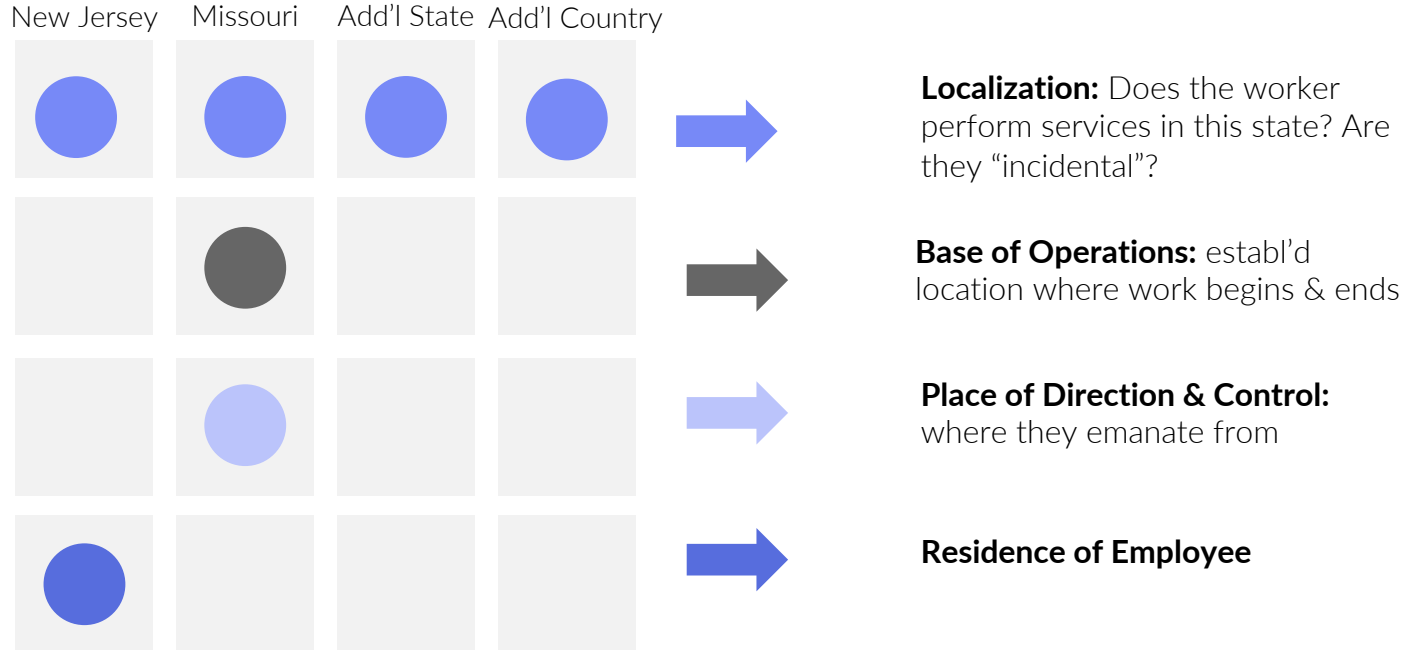 New Jersey
Missouri
Add’l State
Add’l Country
Localization: Does the worker
perform services in this state? Are
they “incidental”?
Base of Operations: establ’d
location where work begins & ends
Place of Direction & Control:
where they emanate from
Residence of Employee